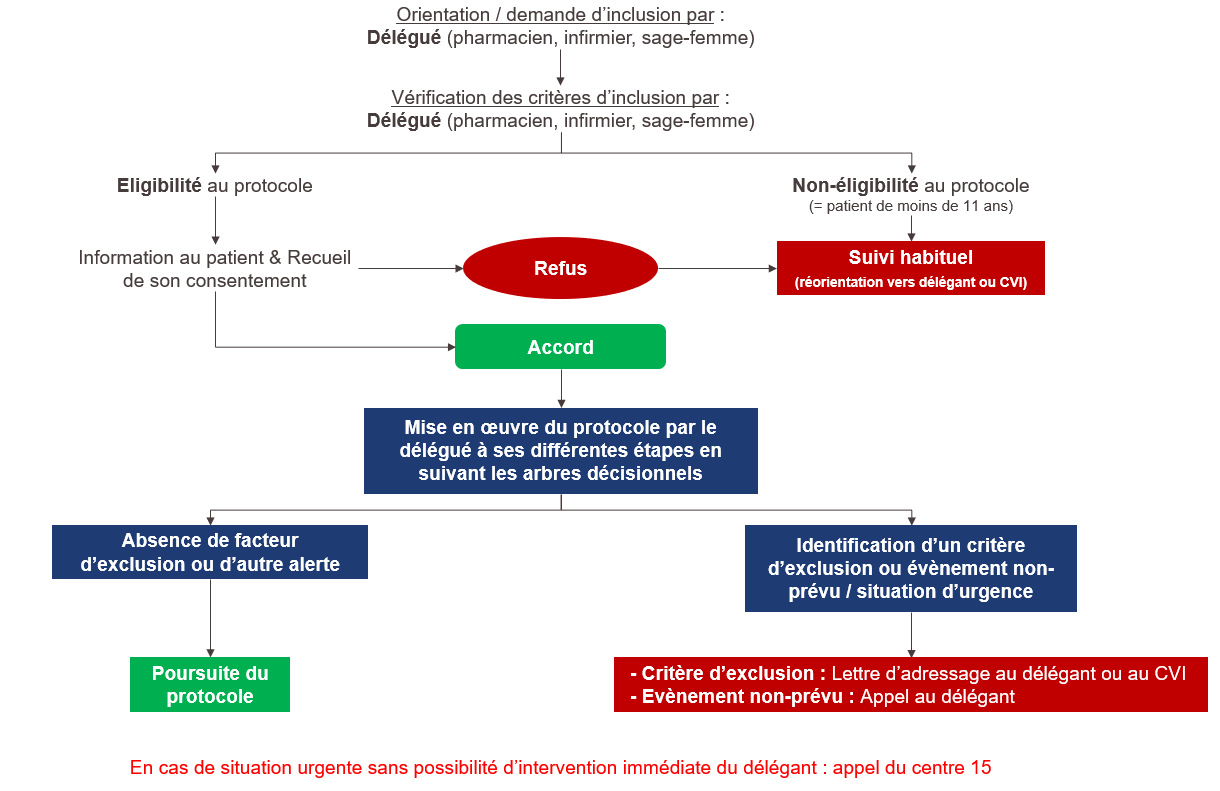 Orientation / demande d’inclusion par :
Délégué (pharmacien, infirmier, sage-femme)
Vérification des critères d’inclusion par :
Délégué (pharmacien, infirmier, sage-femme)
Eligibilité au protocole
Non-éligibilité au protocole
(= patient de moins de 11 ans)
Information au patient & Recueil
de son consentement
Refus
Suivi habituel
(réorientation vers délégant ou CVI)
Accord
Mise en œuvre du protocole par le
délégué à ses différentes étapes en
suivant les arbres décisionnels
Absence de facteur
d’exclusion ou d’autre alerte
Identification d’un critère
d’exclusion ou évènement non-
prévu / situation d’urgence
Poursuite du
protocole
- Critère d’exclusion : Lettre d’adressage au délégant ou au CVI
- Evènement non-prévu : Appel au délégant
En cas de situation urgente sans possibilité d’intervention immédiate du délégant : appel du centre 15